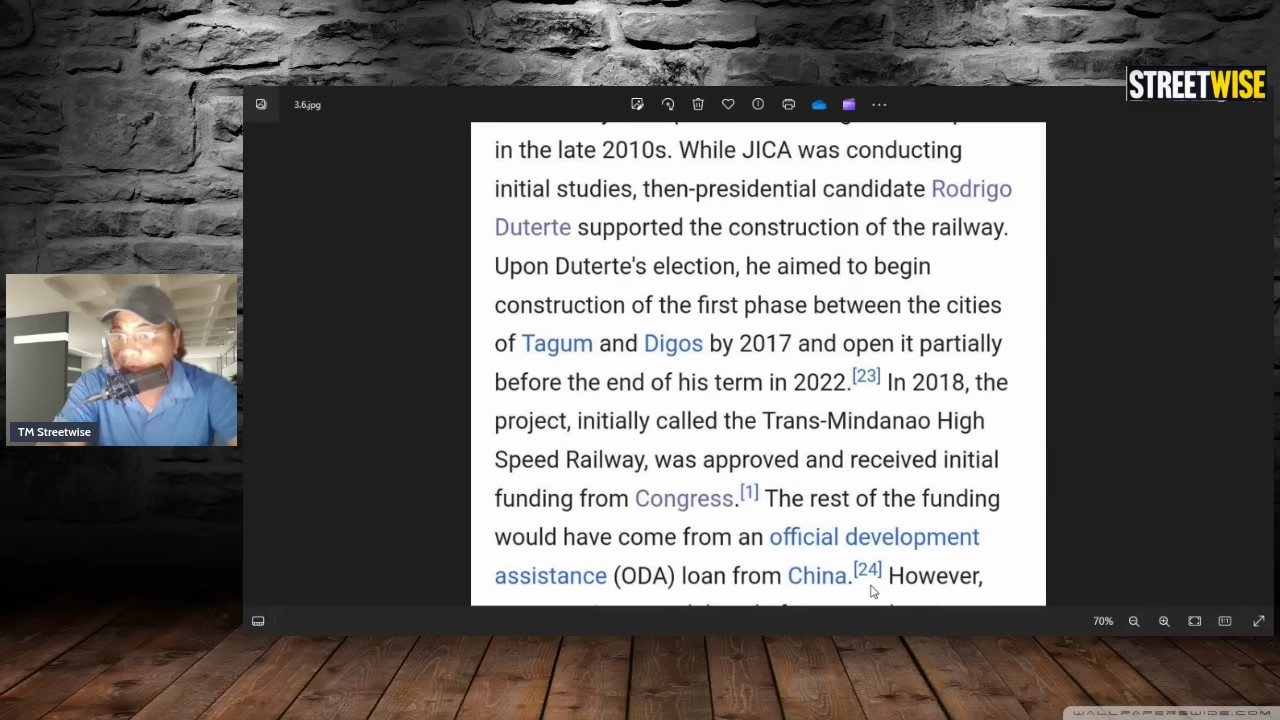 STREETWISE
3.6.jpg
in the late 2010s. While JICA was conducting
initial studies, then-presidential candidate Rodrigo
Duterte supported the construction of the railway.
Upon Duterte's election, he aimed to begin
construction of the first phase between the cities
of Tagum and Digos by 2017 and open it partially
before the end of his term in 2022.[23] In 2018, the
project, initially called the Trans-Mindanao High
Speed Railway, was approved and received initial
funding from Congress.[1] The rest of the funding
would have come from an official development
assistance (ODA) loan from China.[24] However,
TM Streetwise
70%
WALLPAPERSWIDE.COM